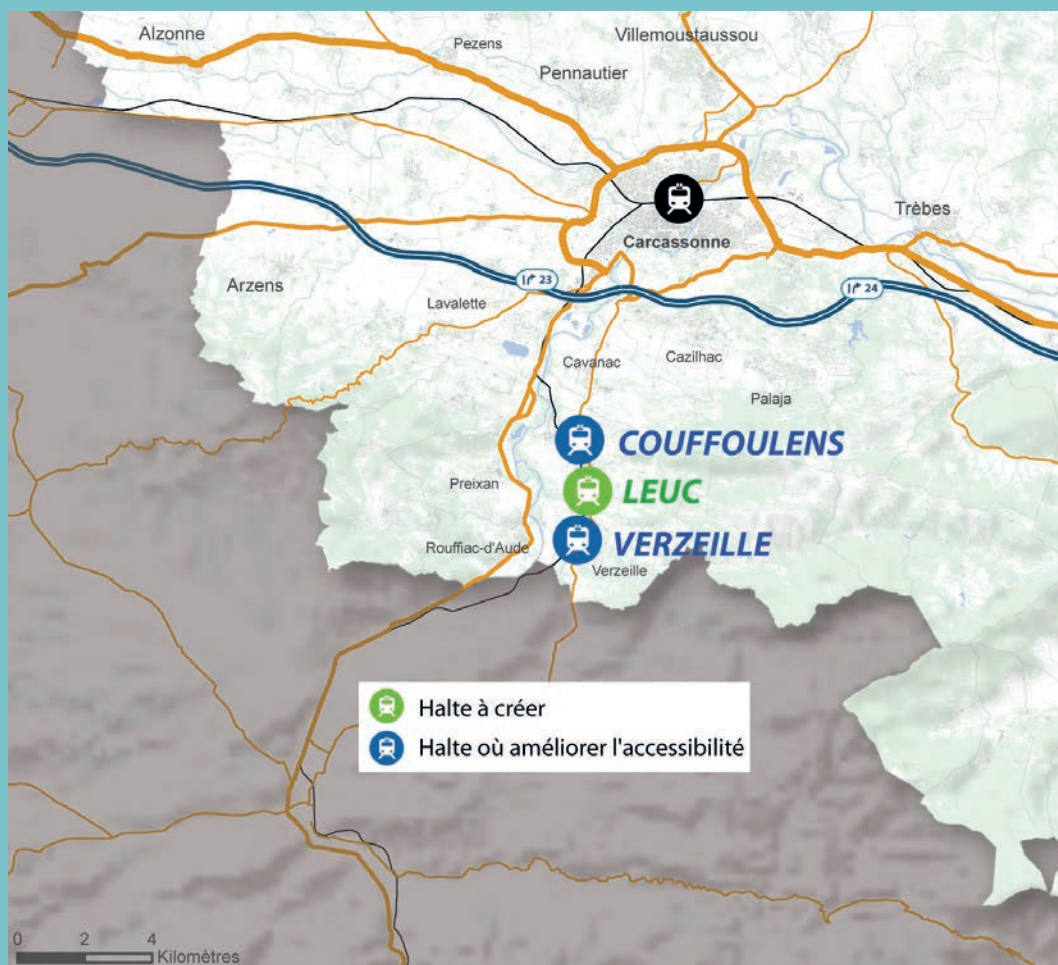 Alzonne
Pezens
Villemoustaussou
Pennautier
Trèbes
Carcassonne
23
24
Arzens
Lavalette
Cavanac
Cazilhac
Palaja
COUFFOULENS
Preixan
LEUC
VERZEILLE
Rouffiac-d'Aude
Verzeille
Halte à créer
Halte où améliorer l'accessibilité
0 2 4
Kilomètres